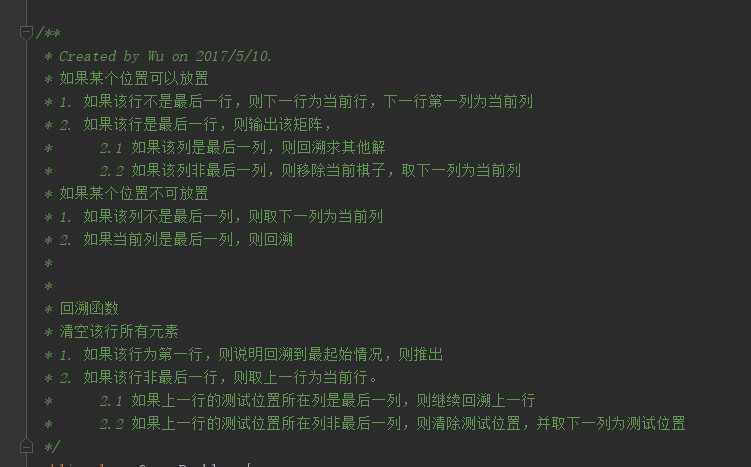 /**
* Created by Wu on 2017/5/10.
* 如果某个位置可以放置
* 1. 如果该行不是最后一行，则下一行为当前行，下一行第一列为当前列
* 2. 如果该行是最后一行，则输出该矩阵，
* 2.1 如果该列是最后一列，则回溯求其他解
* 2.2 如果该列非最后一列，则移除当前棋子，取下一列为当前列
* 如果某个位置不可放置
* 1. 如果该列不是最后一列，则取下一列为当前列
* 2. 如果当前列是最后一列，则回溯
*
*
* 回溯函数
* 清空该行所有元素
* 1. 如果该行为第一行，则说明回溯到最起始情况，则推出
* 2. 如果该行非最后一行，则取上一行为当前行。
* 2.1 如果上一行的测试位置所在列是最后一列，则继续回溯上一行
* 2.2 如果上一行的测试位置所在列非最后一列，则清除测试位置，并取下一列为测试位置
*/